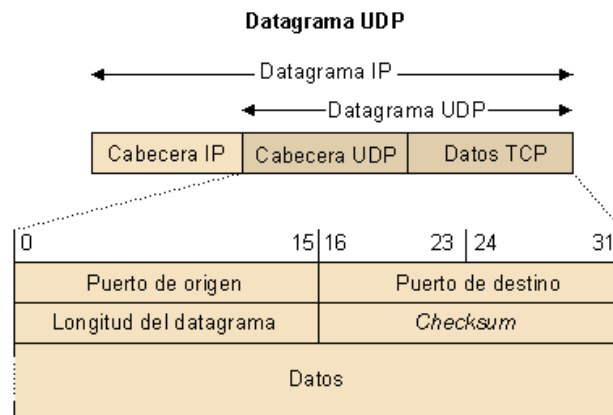 Datagrama UDP
Datagrama IP
Datagrama UDP
Cabecera IP Cabecera UDP Datos TCP
0 15 16 23 24 31
Puerto de origen Puerto de destino
Longitud del datagrama Checksum
Datos